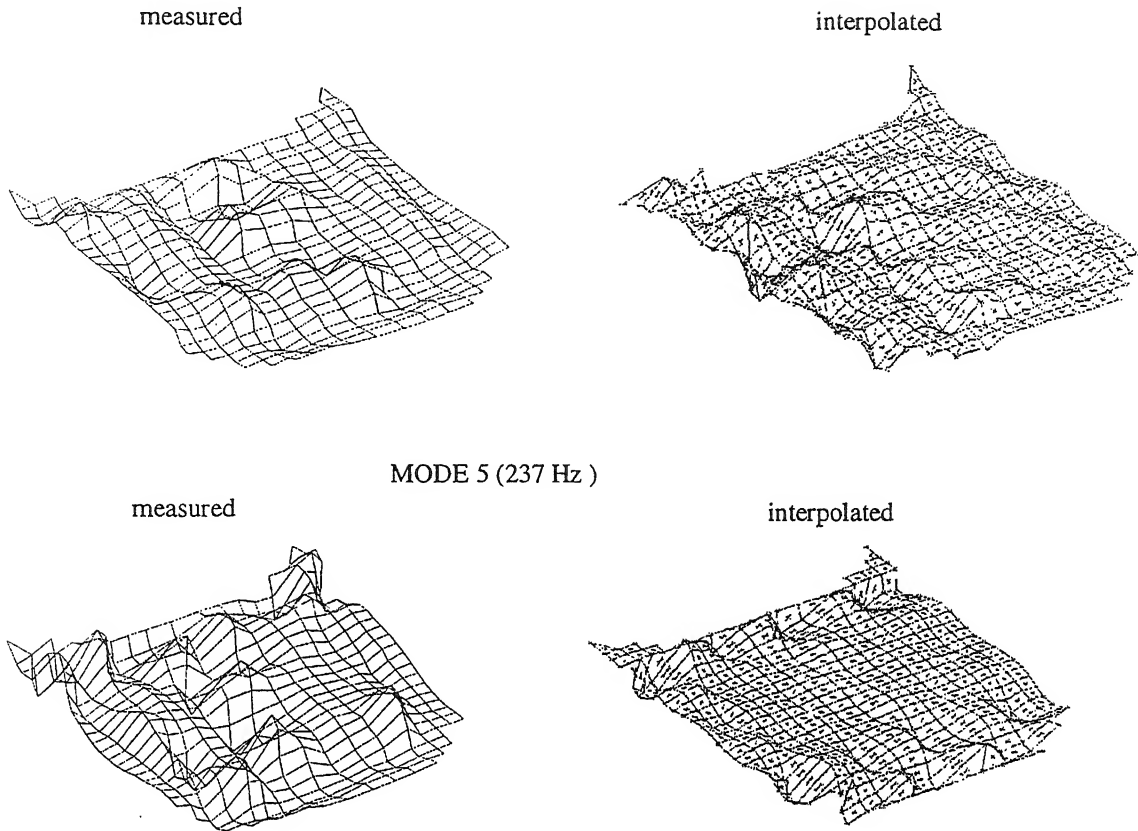 measured
interpolated
MODE 5 (237 Hz )
measured
interpolated